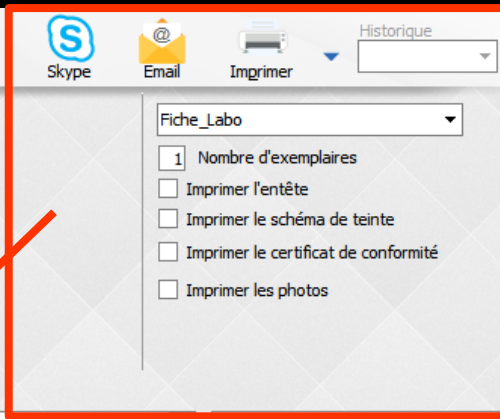 Historique
Skype Email Imprimer
Fiche_Labo
1 Nombre d'exemplaires
Imprimer l'entête
Imprimer le schéma de teinte
Imprimer le certificat de conformité
Imprimer les photos